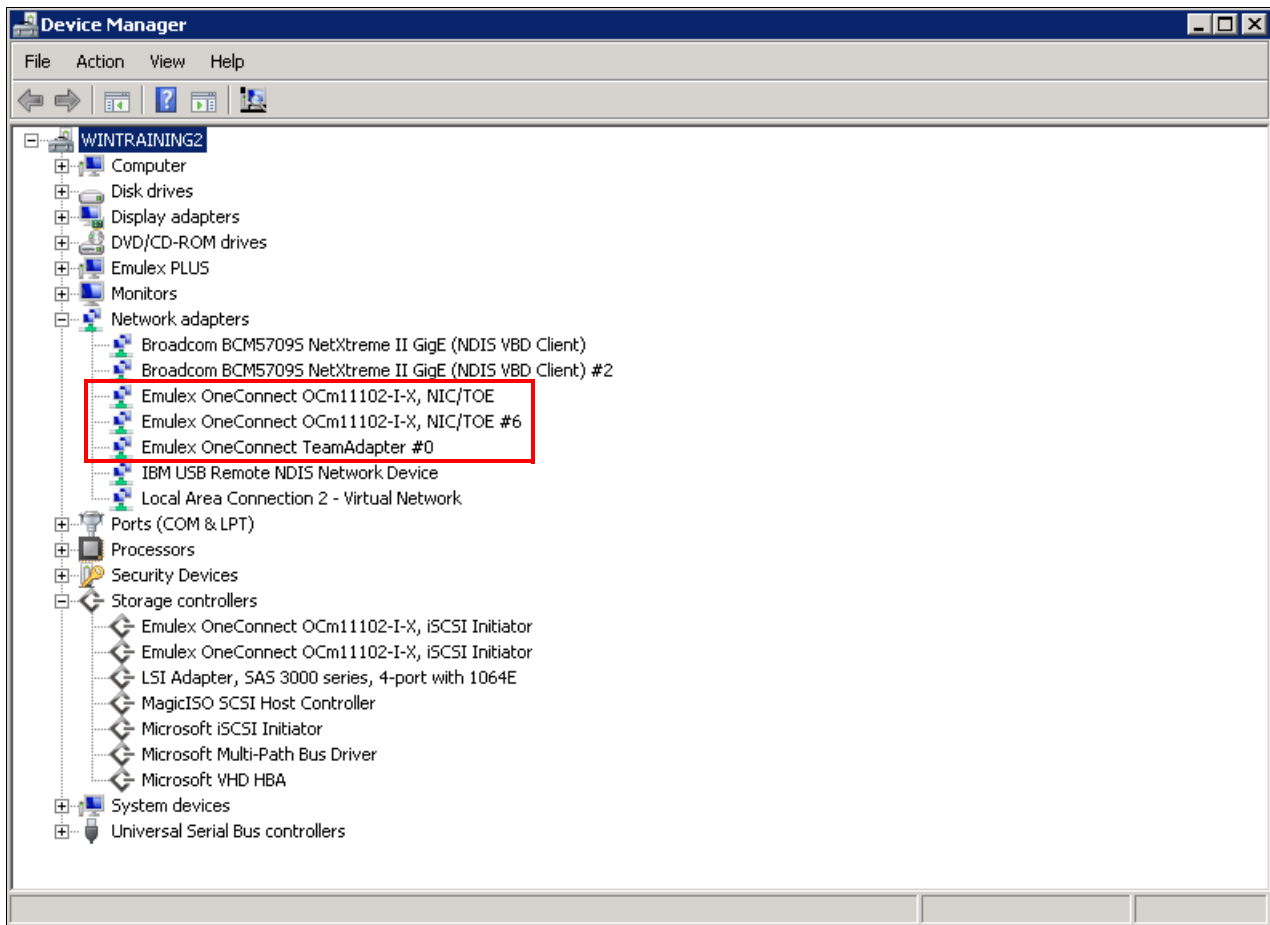 Device Manager
File Action View Help
WINTRAINING2
Computer
Disk drives
Display adapters
DVD/CD-ROM drives
Emulex PLUS
Monitors
Network adapters
Broadcom BCM5709S NetXtreme II GigE (NDIS VBD Client)
Broadcom BCM5709S NetXtreme II GigE (NDIS VBD Client) #2
Emulex OneConnect OCm11102-I-X, NIC/TOE
Emulex OneConnect OCm11102-I-X, NIC/TOE #6
Emulex OneConnect TeamAdapter #0
IBM USB Remote NDIS Network Device
Local Area Connection 2 - Virtual Network
Ports (COM & LPT)
Processors
Security Devices
Storage controllers
Emulex OneConnect OCm11102-I-X, iSCSI Initiator
Emulex OneConnect OCm11102-I-X, iSCSI Initiator
LSI Adapter, SAS 3000 series, 4-port with 1064E
MagicISO SCSI Host Controller
Microsoft iSCSI Initiator
Microsoft Multi-Path Bus Driver
Microsoft VHD HBA
System devices
Universal Serial Bus controllers